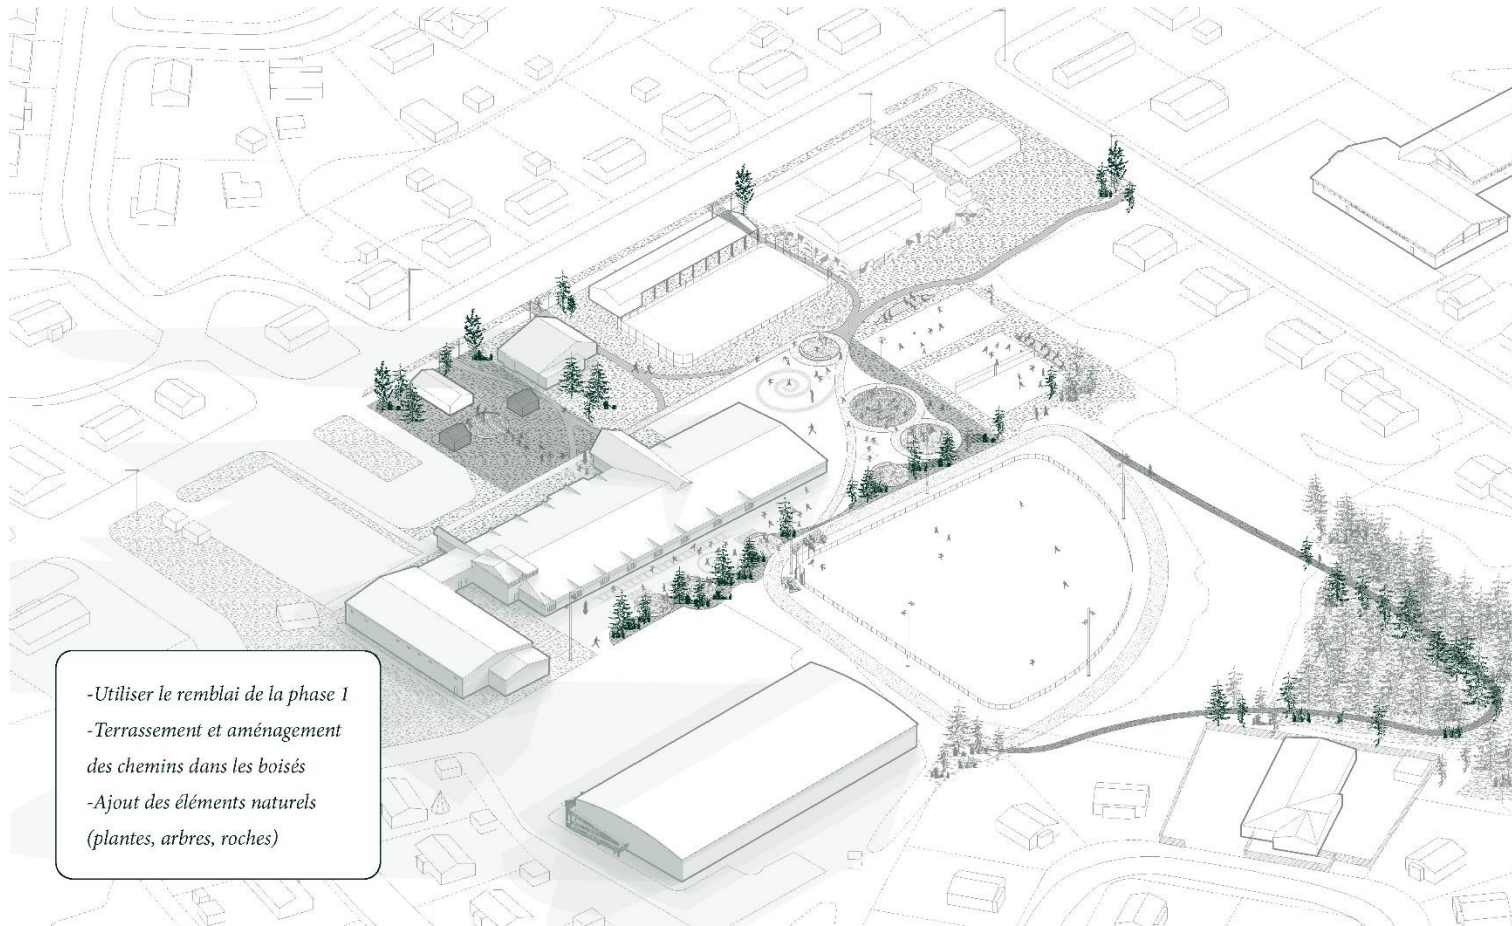 -Utiliser le remblai de la phase 1
-Terrassement et aménagement
des chemins dans les boisés
-Ajout des éléments naturels
(plantes, arbres, roches)